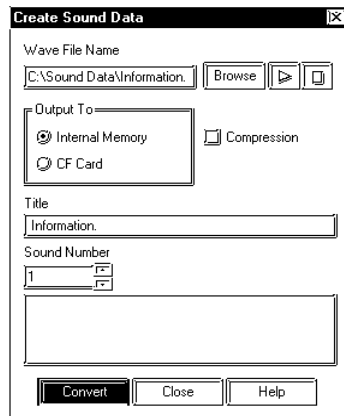 Create Sound Data
Wave File Name
C:\Sound Data\Information.
Browse
Output To
Internal Memory
Compression
CF Card
Title
Information.
Sound Number
1
Convert
Close
Help